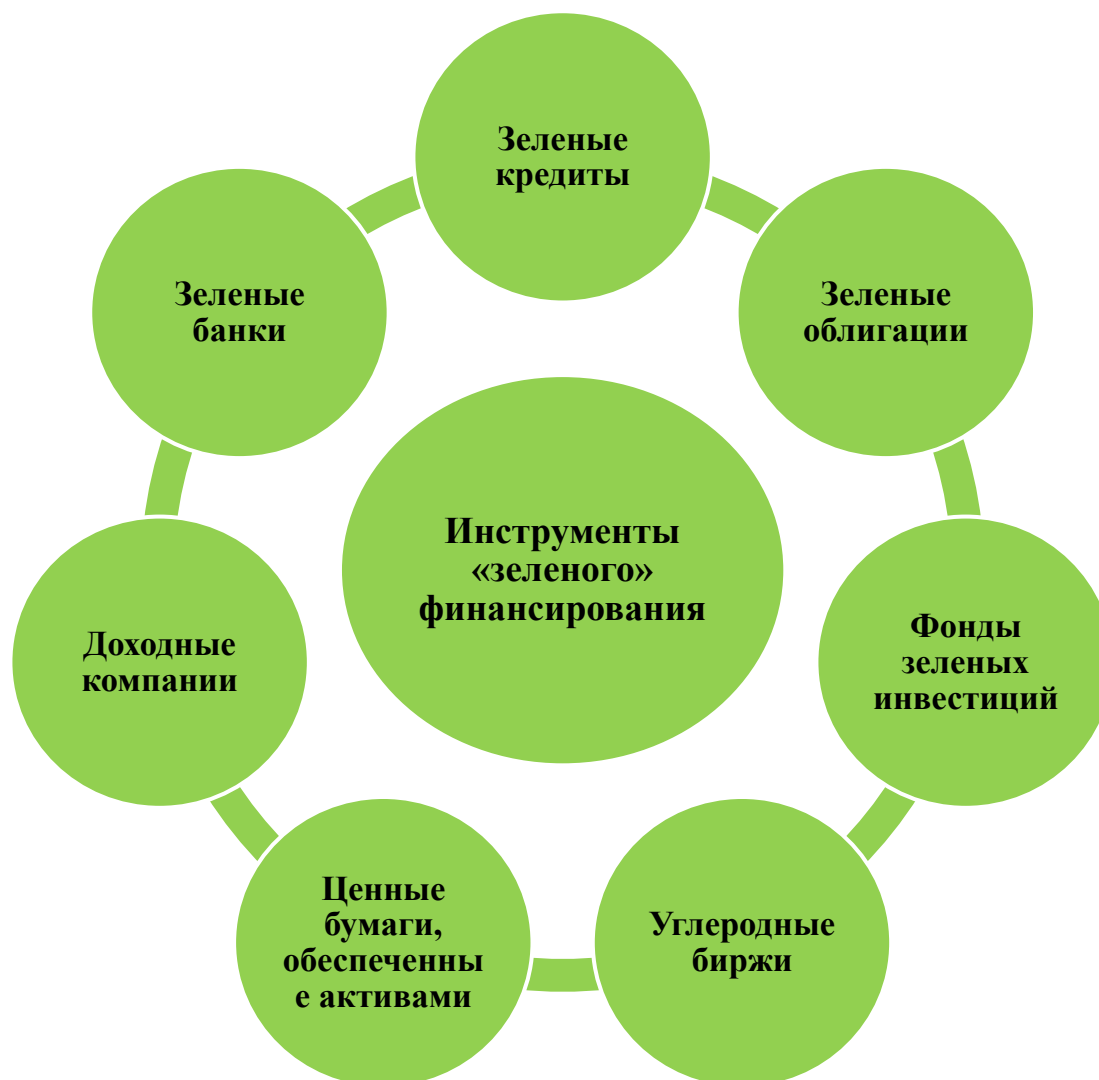 Зеленые
кредиты
Зеленые
облигации
Фонды
зеленых
инвестиций
Углеродные
биржи
Ценные
бумаги,
обеспеченны
е активами
Доходные
компании
Зеленые
банки
Инструменты
«зеленого»
финансирования